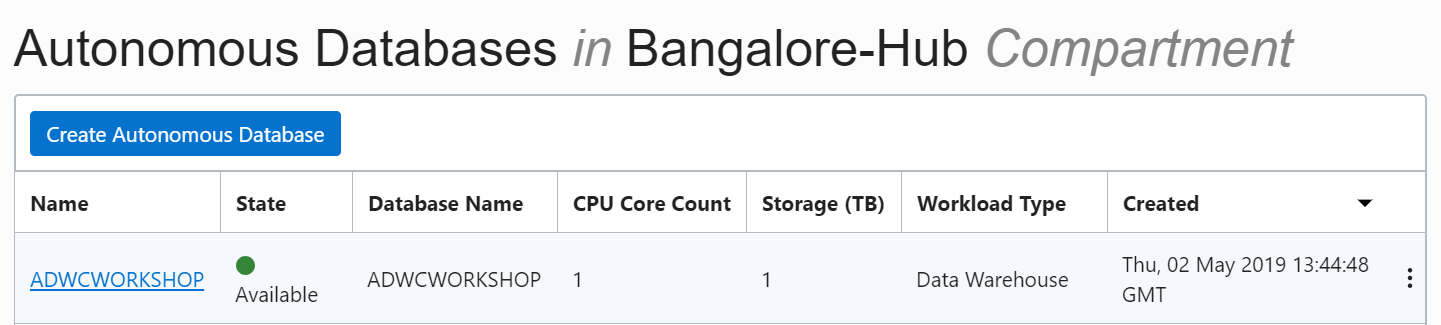 Autonomous Databases in Bangalore-Hub Compartment
Create Autonomous Database
Name State Database Name CPU Core Count Storage (TB) Workload Type Created
ADWCWORKSHOP Available ADWCWORKSHOP 1 1 Data Warehouse Thu, 02 May 2019 13:44:48
GMT